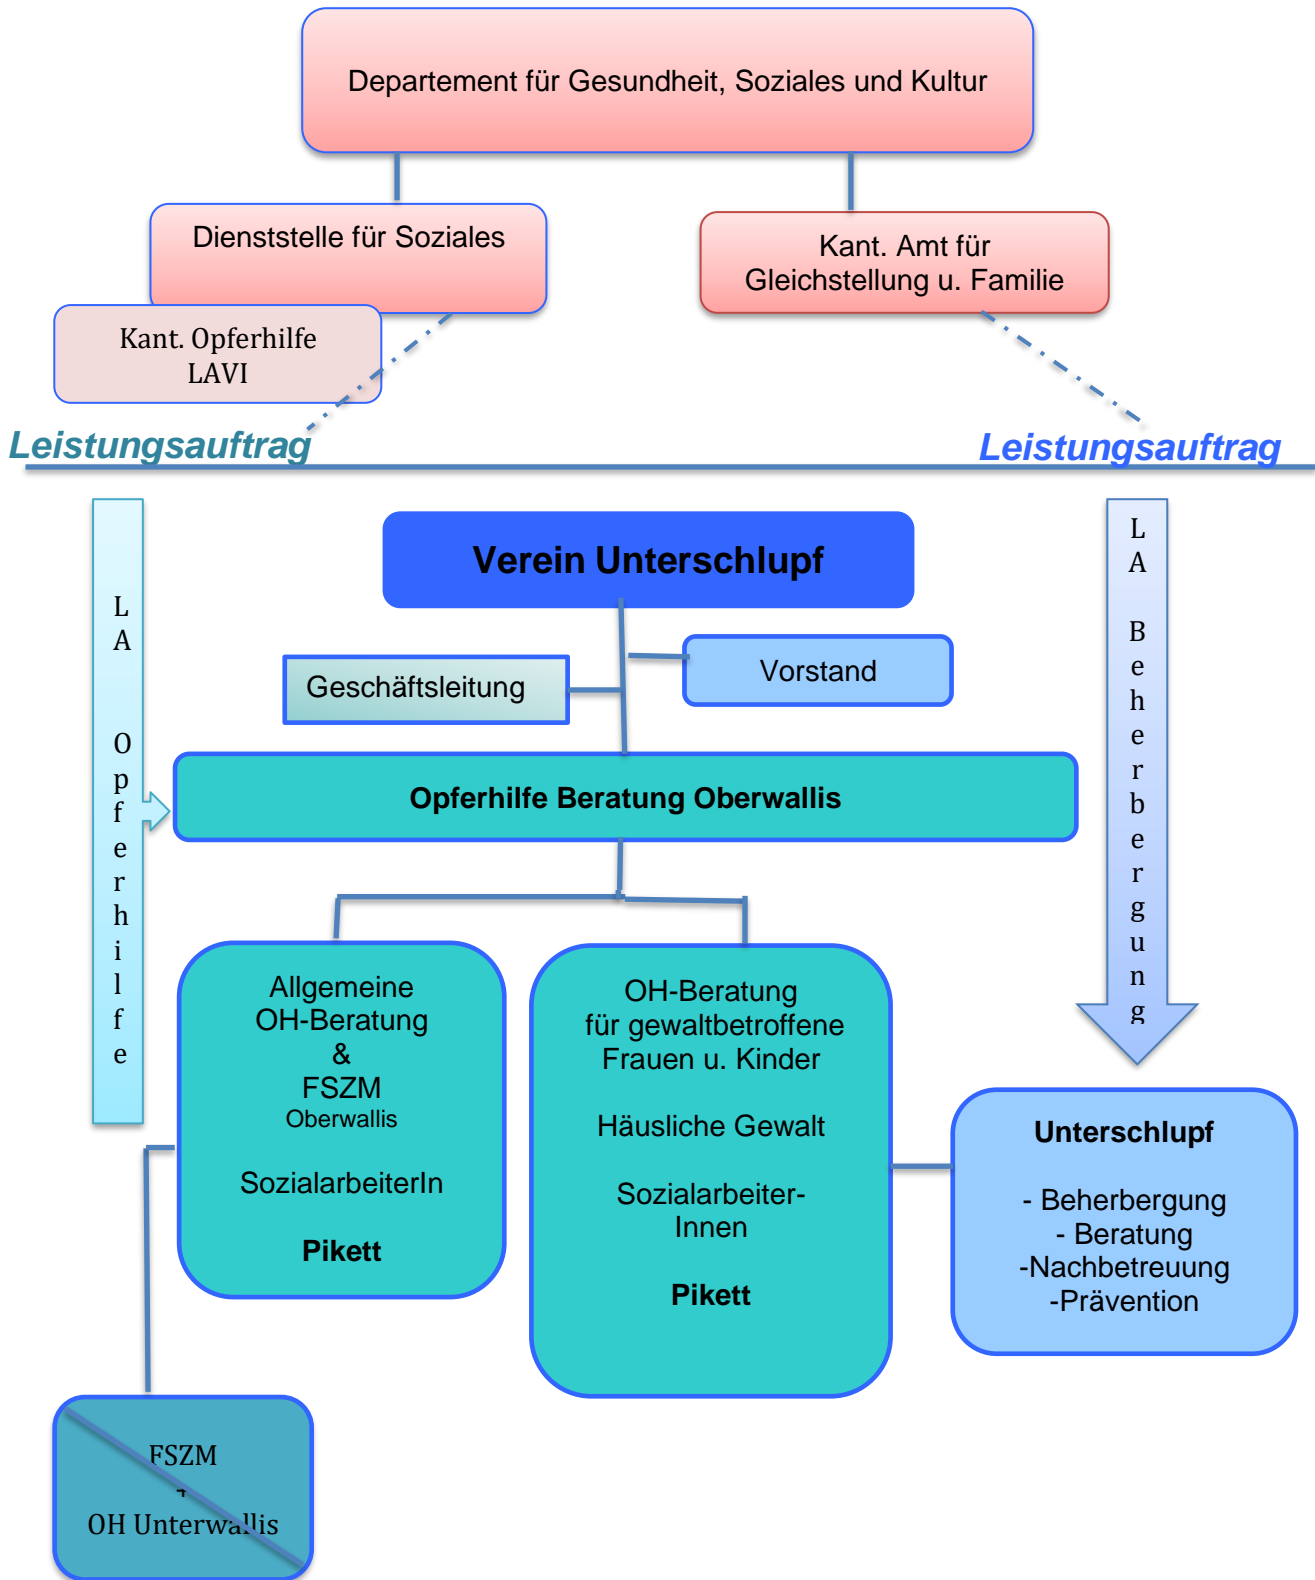 Departement für Gesundheit, Soziales und Kultur
Dienststelle für Soziales
Kant. Amt für
Gleichstellung u. Familie
Kant. Opferhilfe
LAVI
Leistungsauftrag
Leistungsauftrag
LA Opferhilfe
LA Beherbergung
Verein Unterschlupf
Vorstand
Geschäftsleitung
Opferhilfe Beratung Oberwallis
Allgemeine
OH-Beratung
&
FSZM
Oberwallis
SozialarbeiterIn
Pikett
OH-Beratung
für gewaltbetroffene
Frauen u. Kinder
Häusliche Gewalt
Sozialarbeiter-
Innen
Pikett
Unterschlupf
- Beherbergung
- Beratung
-Nachbetreuung
-Prävention
FSZM
+
OH Unterwallis